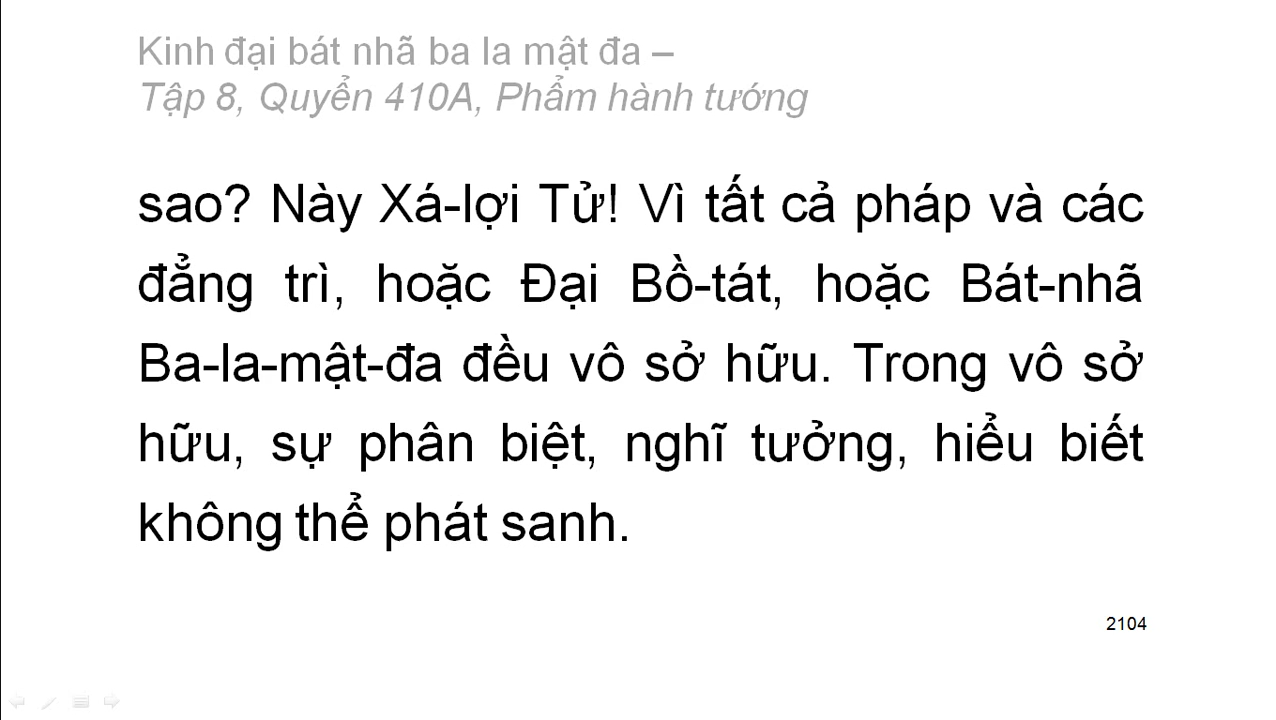 Kinh đại bát nhã ba la mật đa –
Tập 8, Quyển 410A, Phẩm hành tướng
sao? Này Xá-lợi Tử! Vì tất cả pháp và các
đẳng trì, hoặc Đại Bồ-tát, hoặc Bát-nhã
Ba-la-mật-đa đều vô sở hữu. Trong vô sở
hữu, sự phân biệt, nghĩ tưởng, hiểu biết
không thể phát sanh.
2104